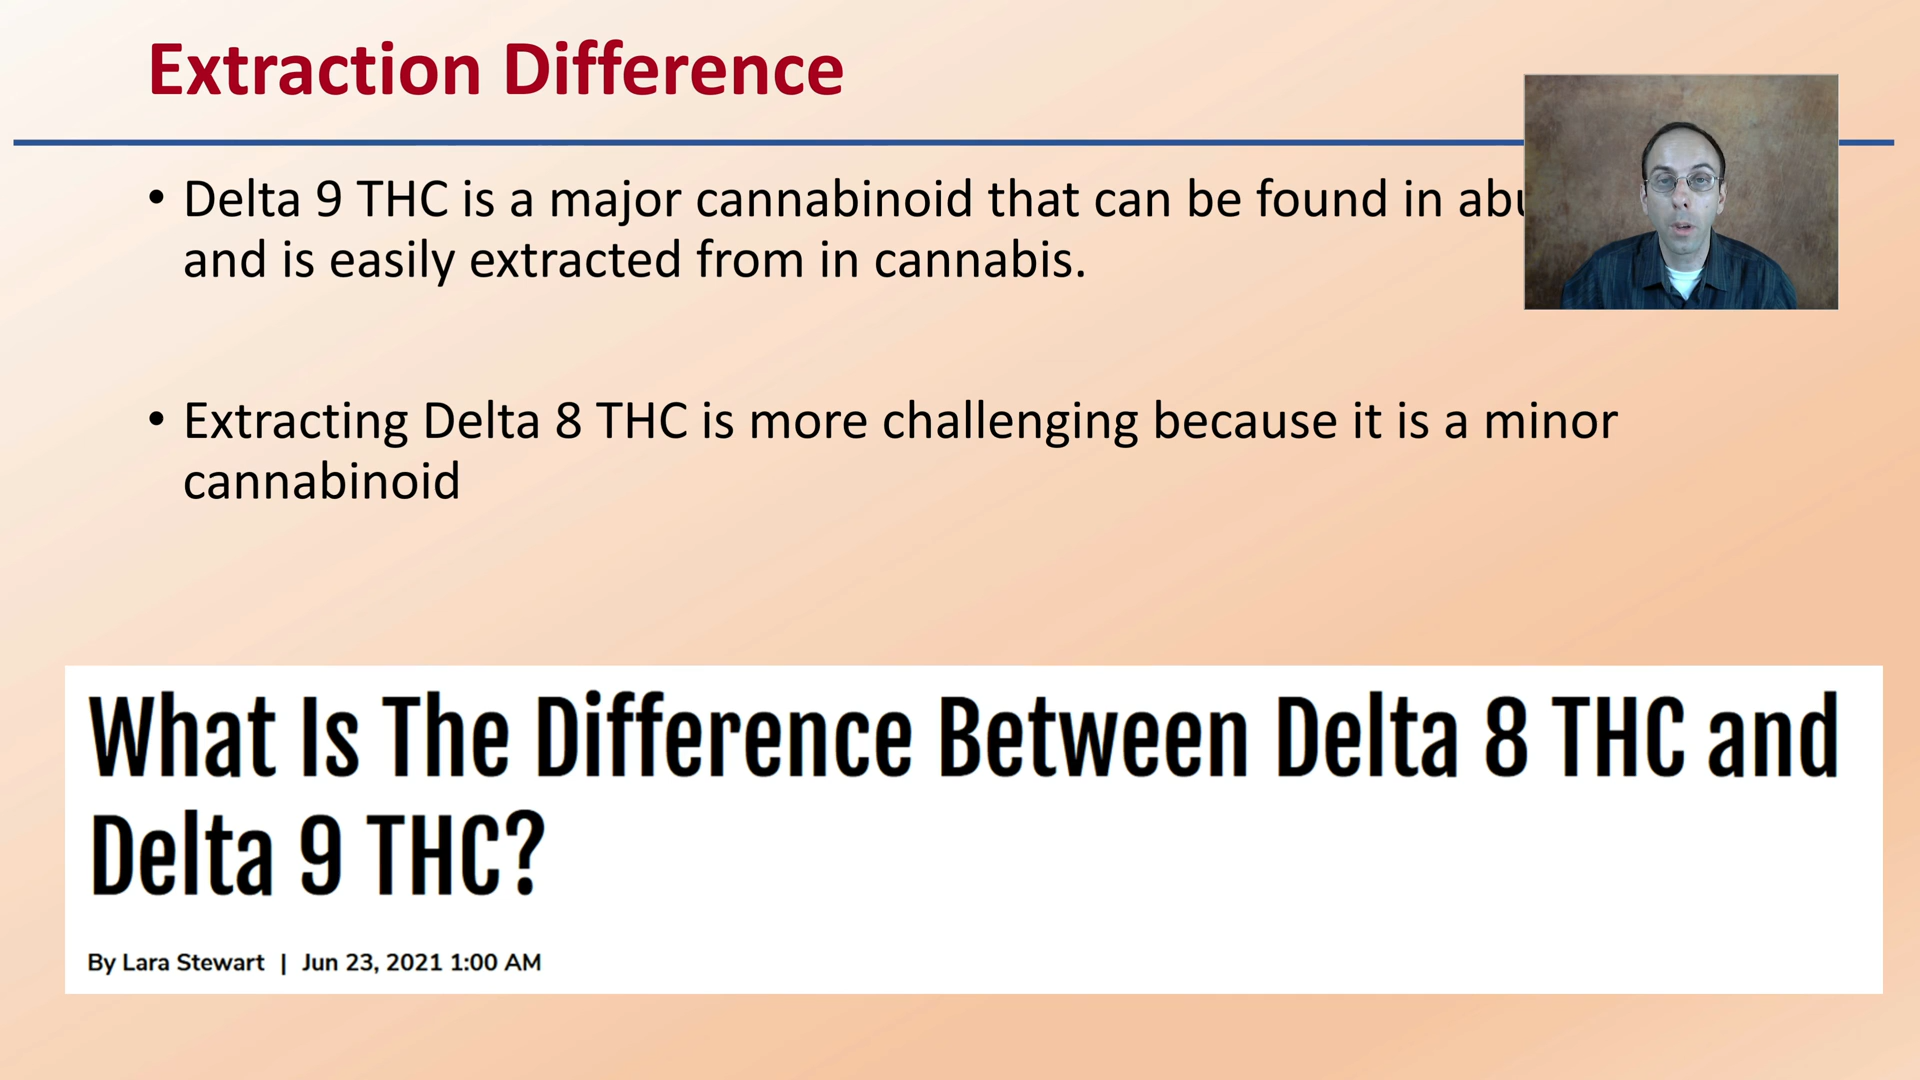 Extraction Difference
• Delta 9 THC is a major cannabinoid that can be found in
and is easily extracted from in cannabis.
• Extracting Delta 8 THC is more challenging because it is a minor
cannabinoid
What Is The Difference Between Delta 8 THC and
Delta 9 THC?
By Lara Stewart | Jun 23, 2021 1:00 AM